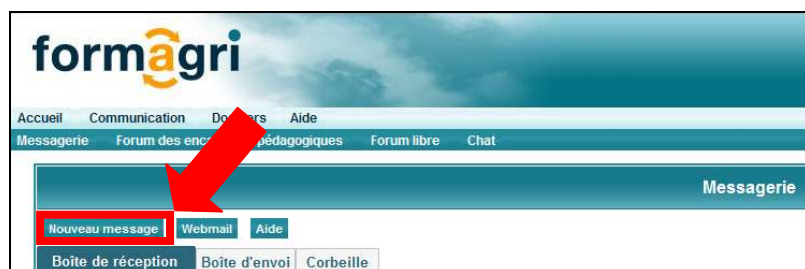 formagri
Accueil Communication Aide
Messagerie Forum des pédagogiques Forum libre Chat
Messagerie
Nouveau message Webmail Aide
Boîte de réception Boîte d'envoi Corbeille